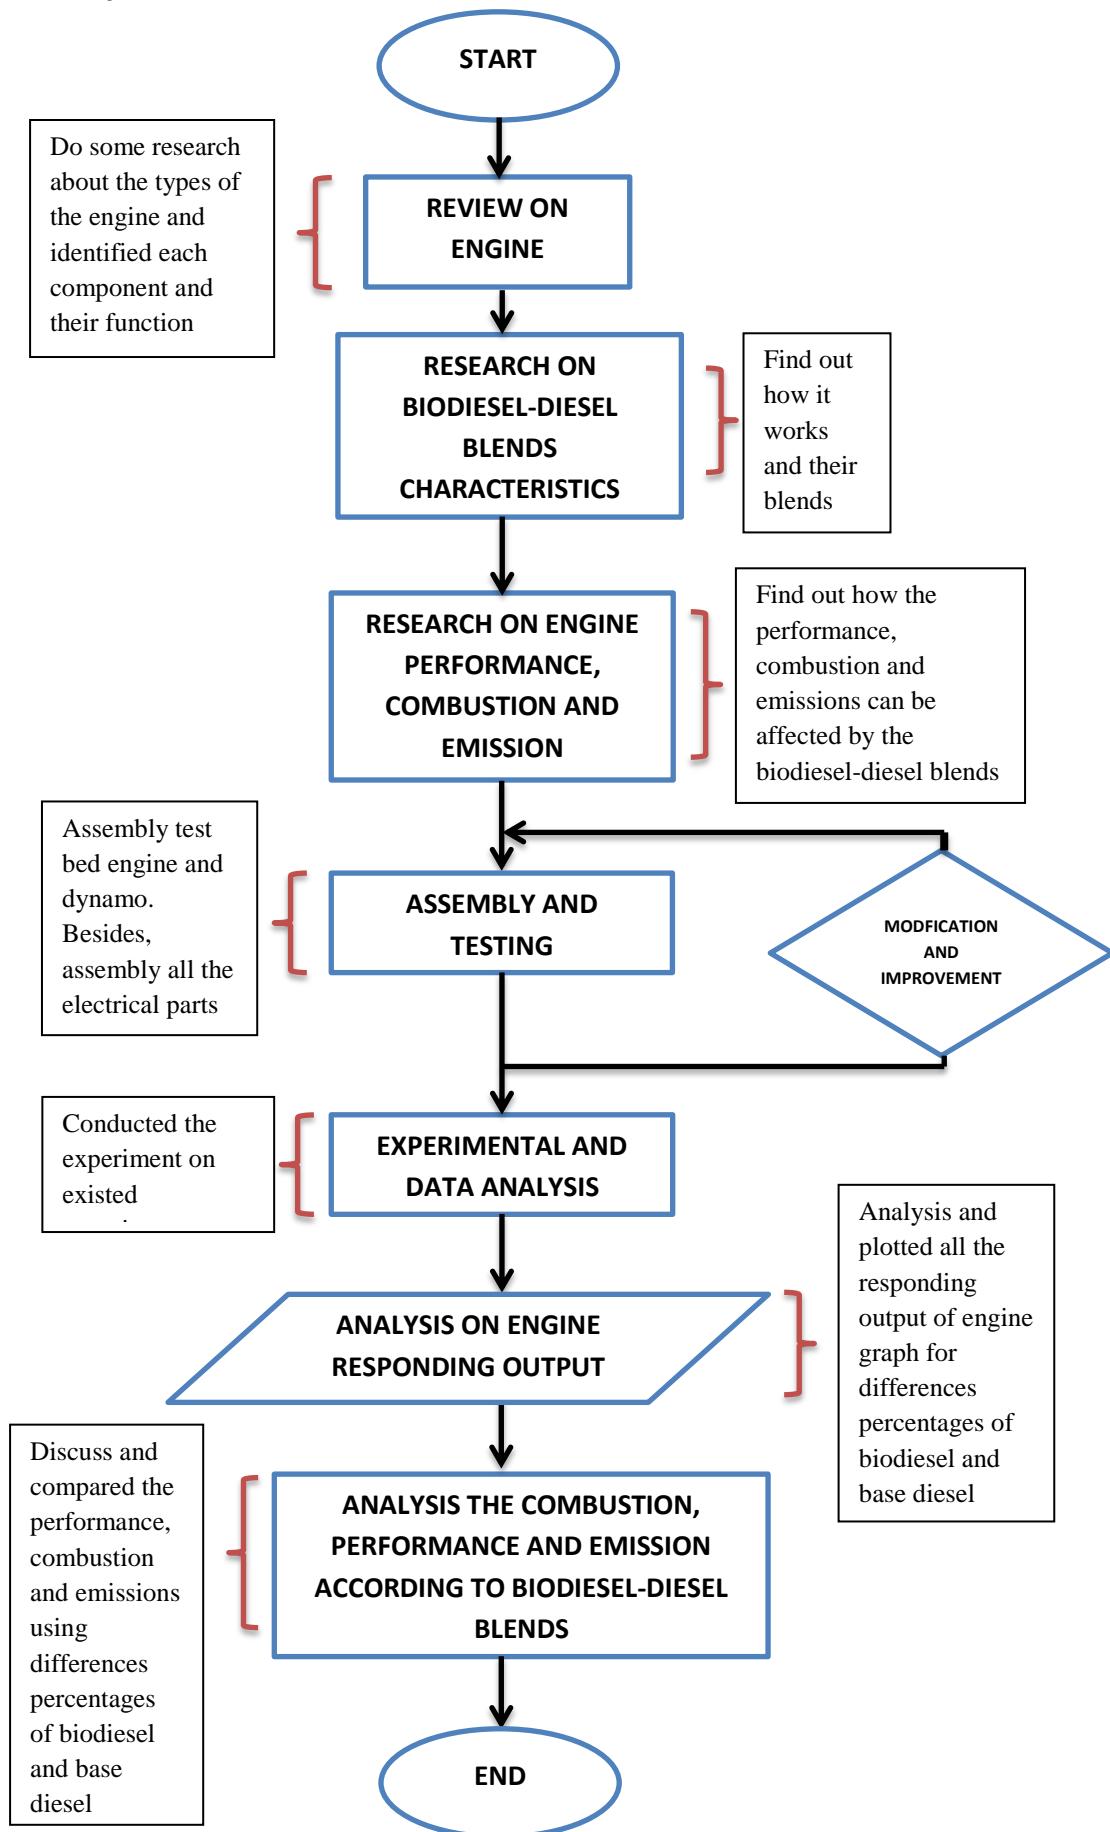 START
Do some research
about the types of
the engine and
identified each
component and
their function
REVIEW ON
ENGINE
RESEARCH ON
BIODIESEL-DIESEL
BLENDS
CHARACTERISTICS
Find out
how it
works
and their
blends
RESEARCH ON ENGINE
PERFORMANCE,
COMBUSTION AND
EMISSION
Find out how the
performance,
combustion and
emissions can be
affected by the
biodiesel-diesel blends
Assembly test
bed engine and
dynamo.
Besides,
assembly all the
electrical parts
ASSEMBLY AND
TESTING
MODFICATION
AND
IMPROVEMENT
Conducted the
experiment on
existed
EXPERIMENTAL AND
DATA ANALYSIS
ANALYSIS ON ENGINE
RESPONDING OUTPUT
Analysis and
plotted all the
responding
output of engine
graph for
differences
percentages of
biodiesel and
base diesel
Discuss and
compared the
performance,
combustion
and emissions
using
differences
percentages
of biodiesel
and base
diesel
ANALYSIS THE COMBUSTION,
PERFORMANCE AND EMISSION
ACCORDING TO BIODIESEL-DIESEL
BLENDS
END